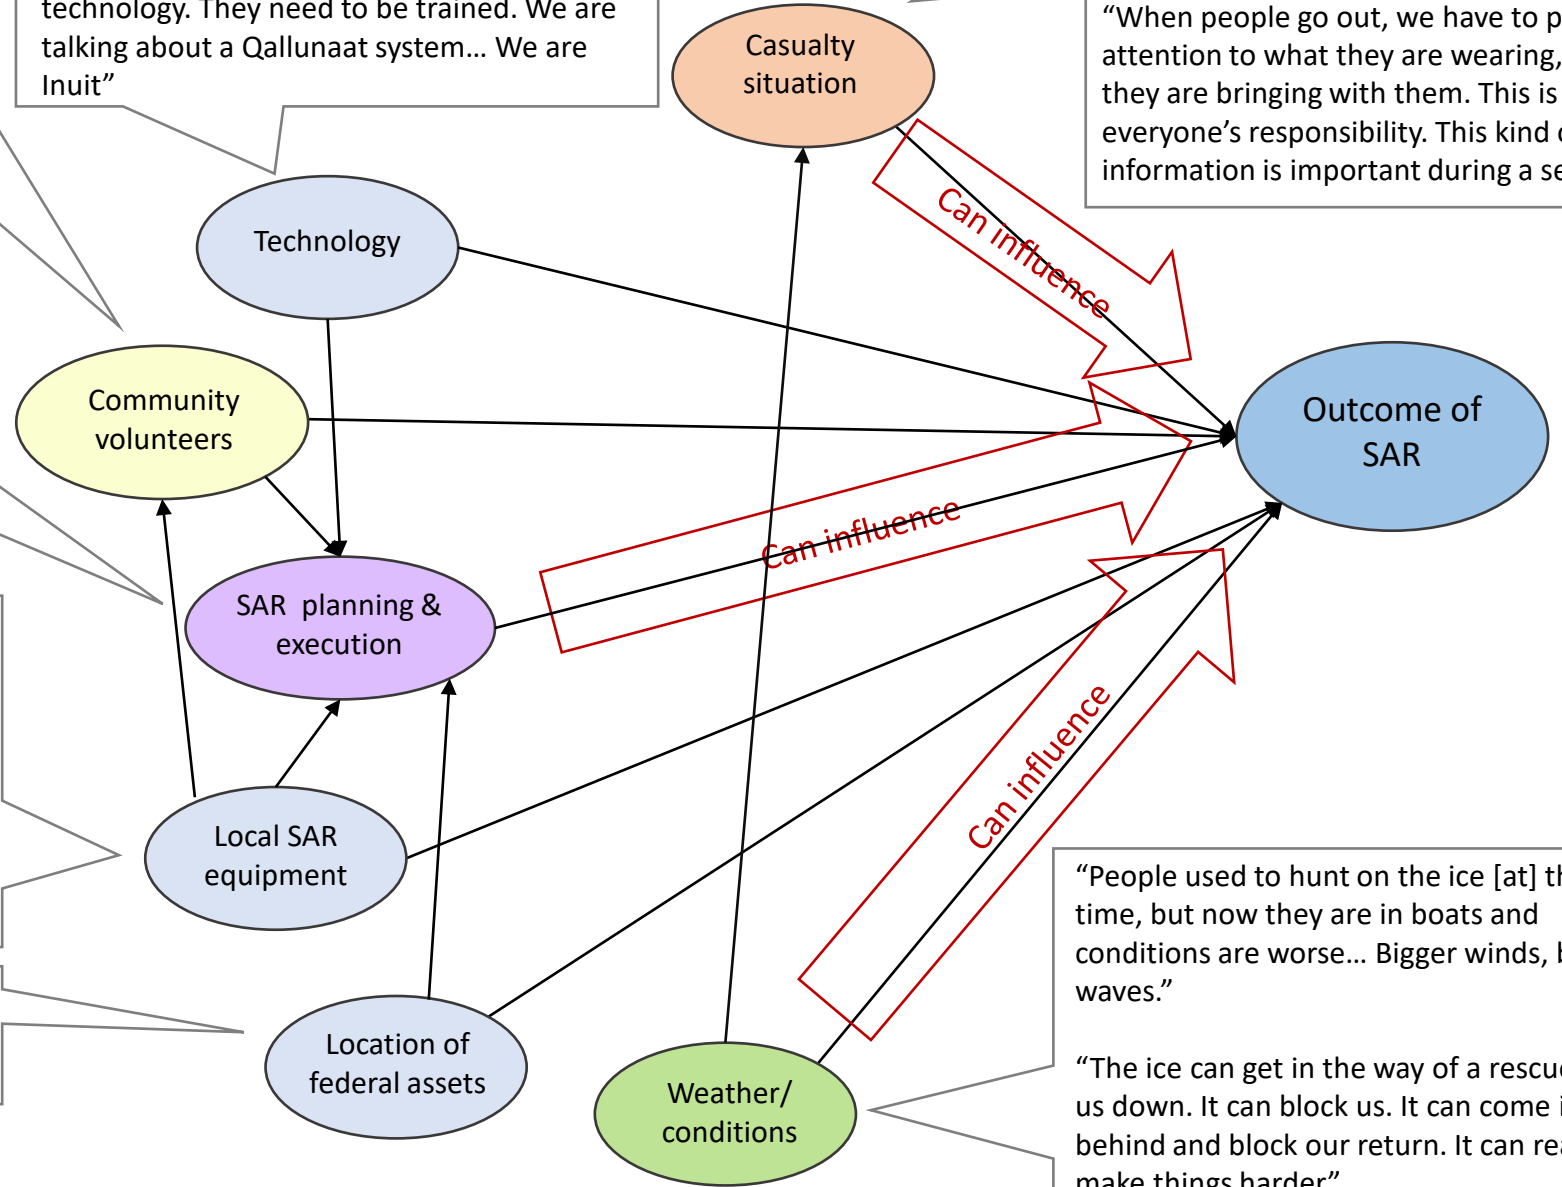 technology. They need to be trained. We are
talking about a Qallunaat system... We are
Inuit”
Casualty
situation
“When people go out, we have to
attention to what they are wearing,
they are bringing with them. This is
everyone’s responsibility. This kind
information is important during a
Technology
Can influence
Community
volunteers
Outcome of
SAR
Can influence
SAR planning &
execution
Can influence
Local SAR
equipment
“People used to hunt on the ice [at]
time, but now they are in boats and
conditions are worse... Bigger winds,
waves.”
Location of
federal assets
“The ice can get in the way of a
us down. It can block us. It can come
behind and block our return. It can
make things harder”
Weather/
conditions